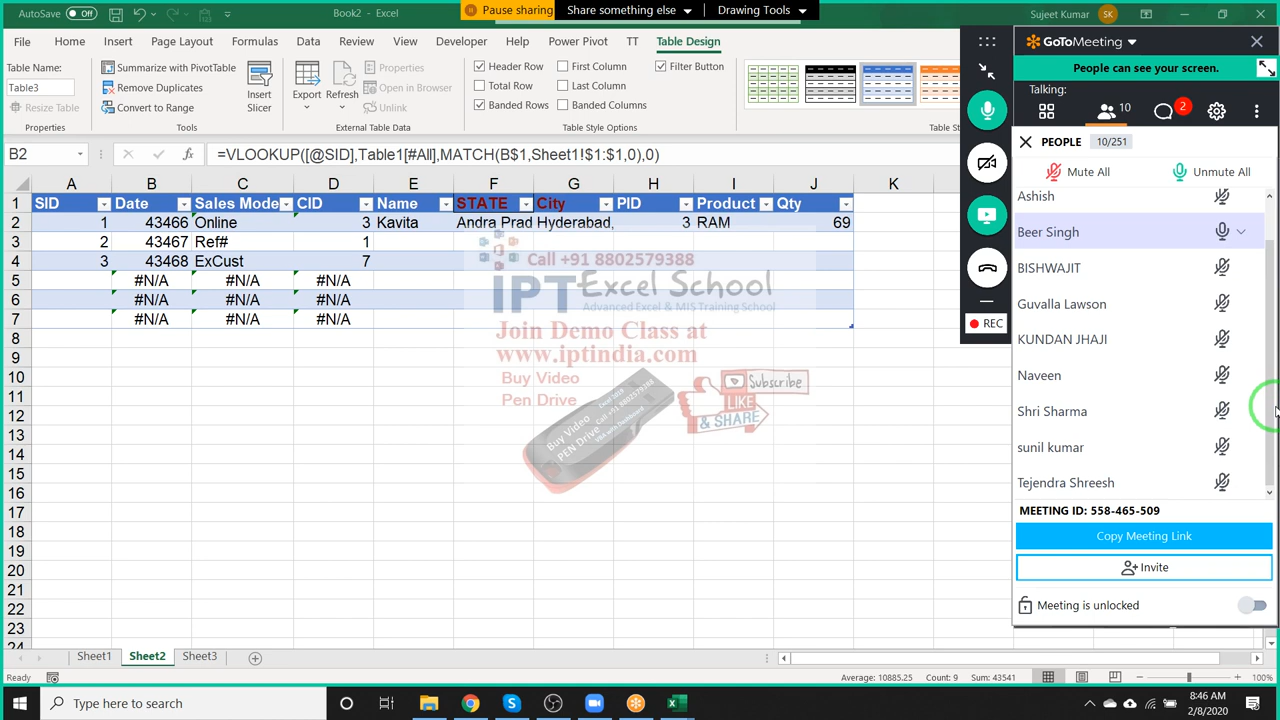 AutoSave Off
Book2 - Excel
Pause sharing
Share something else
Drawing Tools
Sujeet Kumar SK
File Home Insert Page Layout Formulas Data Review View Developer Help Power Pivot TT Table Design
Table Name:
Table3
Resize Table
Properties
Summarize with PivotTable
Remove Duplicates
Convert to Range
Tools
Insert Slicer
Export Refresh
Properties
Open in Browser
Unlink
External Table Data
Header Row First Column Filter Button
Total Row Last Column
Banded Rows Banded Columns
Table Style Options
B2
=VLOOKUP([@SID],Table1[#All],MATCH(B$1,Sheet1!$1:$1,0),0)
A B C D E F G H I J K
1 SID Date Sales Mode CID Name STATE City PID Product Qty
2 1 43466 Online 3 Kavita Andra Prad Hyderabad, 3 RAM 69
3 2 43467 Ref# 1
4 3 43468 ExCust 7
5 #N/A #N/A #N/A
6 #N/A #N/A #N/A
7 #N/A #N/A #N/A
8
9
10
11
12
13
14
15
16
17
18
19
20
21
22
23
24
Call +91 8802579388
IPT Excel School
Advanced Excel & MIS Training School
Join Demo Class at
www.iptindia.com
Buy Video
Pen Drive
Subscribe
LIKE
& SHARE
Buy Video
PEN Drive
Sheet1 Sheet2 Sheet3
Ready
Average: 10885.25 Count: 9 Sum: 43541
100%
GoToMeeting
People can see your screen.
Talking:
10
2
PEOPLE 10/251
Mute All Unmute All
Ashish
Beer Singh
BISHWAJIT
Guvalla Lawson
KUNDAN JHAJI
Naveen
Shri Sharma
sunil kumar
Tejendra Shreesh
MEETING ID: 558-465-509
Copy Meeting Link
Invite
Meeting is unlocked
REC
Type here to search
8:46 AM
2/8/2020